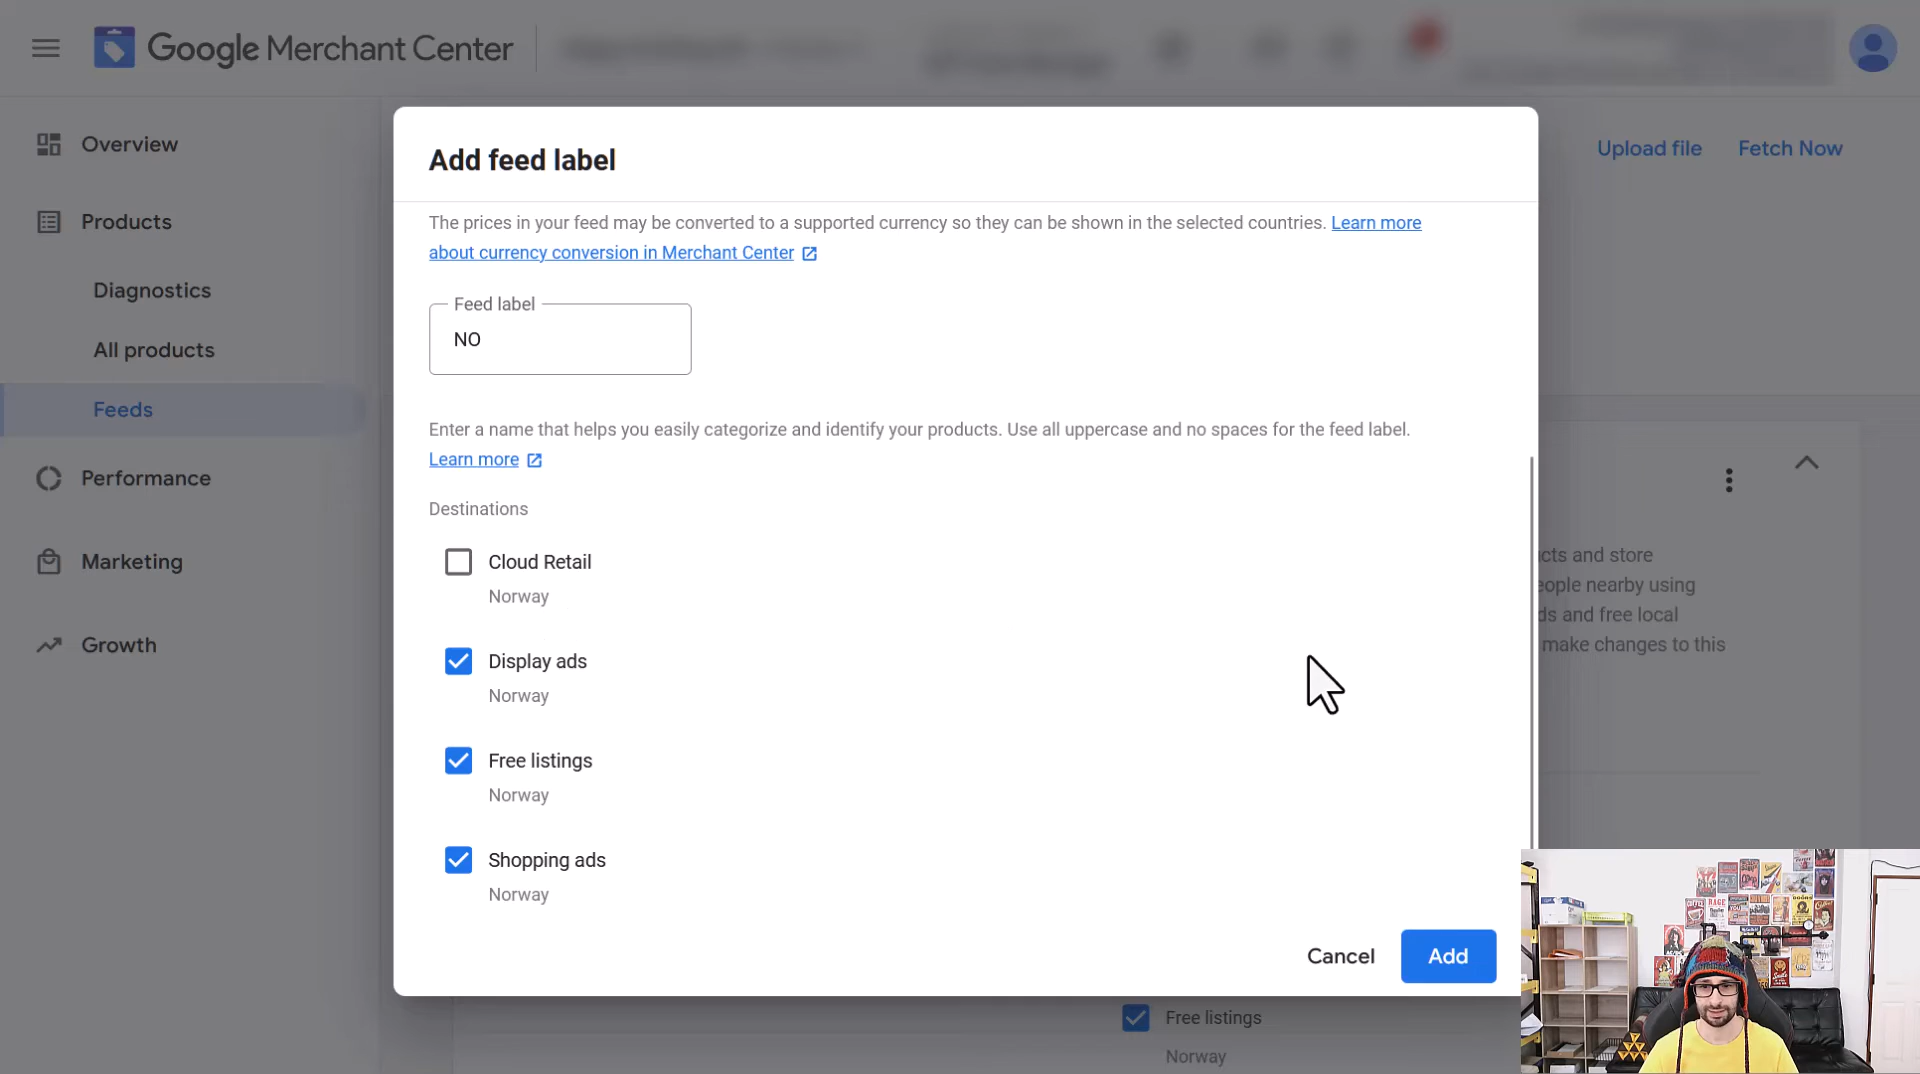 Google Merchant Center
Overview
Products
Diagnostics
All products
Feeds
Performance
Marketing
Growth
Upload file
Fetch Now
Add feed label
The prices in your feed may be converted to a supported currency so they can be shown in the selected countries. Learn more
about currency conversion in Merchant Center
Feed label
NO
Enter a name that helps you easily categorize and identify your products. Use all uppercase and no spaces for the feed label.
Learn more
Destinations
Cloud Retail
Norway
Display ads
Norway
Free listings
Norway
Shopping ads
Norway
Cancel
Add
and store
nearby using
and free local
make changes to this
Free listings
Norway